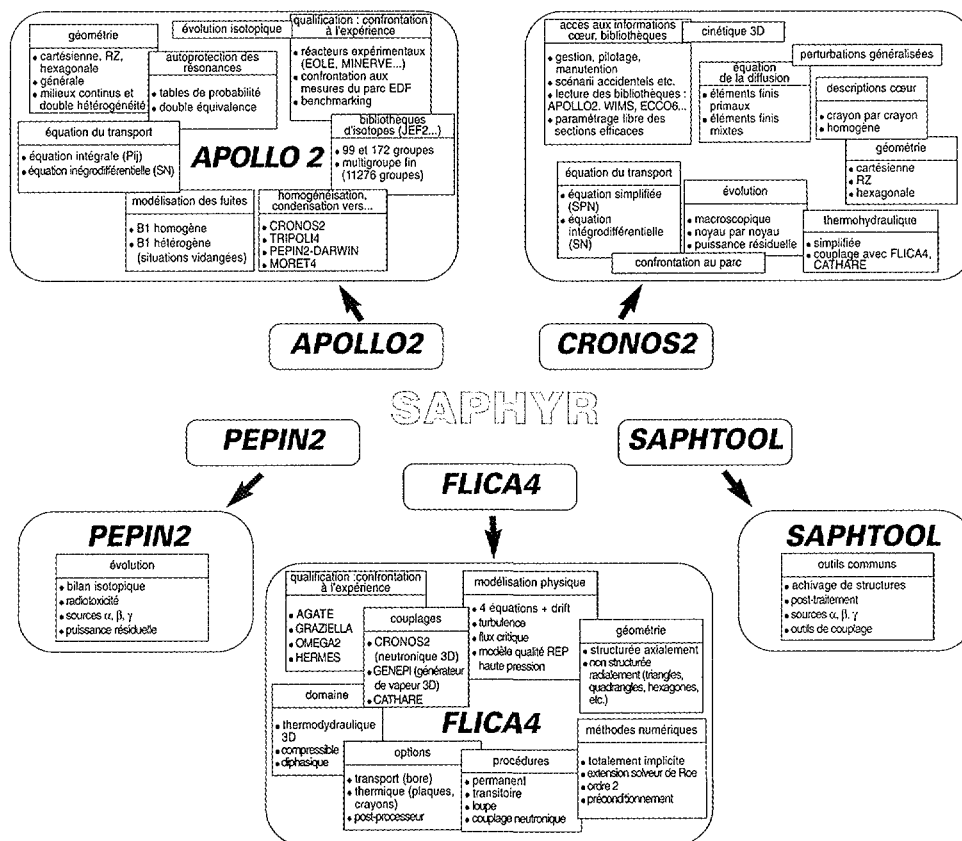 géométrie
• cartésienne, RZ,
hexagonale
• générale
• milieux continus et
double hétérogénéité
évolution isotopique
autoprotection des
résonances
• tables de probabilité
• double équivalence
qualification : confrontation
à l'expérience
• réacteurs expérimentaux
(EOLE, MINERVE...)
• confrontation aux
mesures du parc EDF
• benchmarking
équation du transport
• équation intégrale (Pij)
• équation inégrodifférentielle (SN)
APOLLO 2
bibliothèques
d'isotopes (JEF2...)
• 99 et 172 groupes
• multigroupe fin
(11276 groupes)
modélisation des fuites
• B1 homogène
• B1 hétérogène
(situations vidangées)
homogénéisation,
condensation vers...
• CRONOS2
• TRIPOLI4
• PEPIN2-DARWIN
• MORET4
accès aux informations
cœur, bibliothèques
• gestion, pilotage,
manutention
• scénarii accidentels etc.
• lecture des bibliothèques :
APOLLO2. WIMS, ECCO6...
• paramétrage libre des
sections efficaces
cinétique 3D
perturbations généralisées
équation
de la diffusion
• éléments finis
primaux
• éléments finis
mixtes
descriptions cœur
• crayon par crayon
• homogène
géométrie
• cartésienne
• RZ
• hexagonale
équation du transport
• équation simplifiée
(SPN)
• équation
intégrodifférentielle
(SN)
évolution
• macroscopique
• noyau par noyau
• puissance résiduelle
thermohydraulique
• simplifiée
• couplage avec FLICA4,
CATHARE
confrontation au parc
APOLLO2
CRONOS2
SAPHYR
PEPIN2
SAPHTOOL
FLICA4
PEPIN2
évolution
• bilan isotopique
• radiotoxicité
• sources α, β, γ
• puissance résiduelle
SAPHTOOL
outils communs
• achivage de structures
• post-traitement
• sources α, β, γ
• outils de couplage
qualification :confrontation
à l'expérience
• AGATE
• GRAZIELLA
• OMEGA2
• HERMES
couplages
• CRONOS2
(neutronique 3D)
• GENEPI (générateur
de vapeur 3D)
• CATHARE
modélisation physique
• 4 équations + drift
• turbulence
• flux critique
• modèle qualité REP
haute pression
géométrie
• structurée axialement
• non structurée
radialement (triangles,
quadrangles, hexagones,
etc.)
domaine
• thermodydraulique
3D
• compressible
• diphasique
FLICA4
options
• transport (bore)
• thermique (plaques,
crayons)
• post-processeur
procédures
• permanent
• transitoire
• loupe
• couplage neutronique
méthodes numériques
• totalement implicite
• extension solveur de Roe
• ordre 2
• préconditionnement